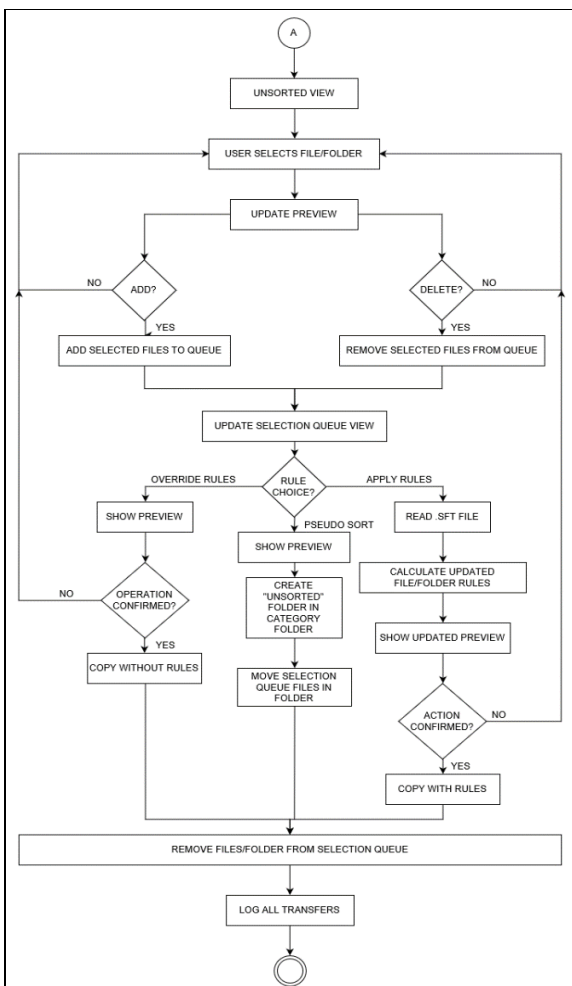 A
UNSORTED VIEW
USER SELECTS FILE/FOLDER
UPDATE PREVIEW
NO
ADD?
DELETE?
NO
YES
YES
ADD SELECTED FILES TO QUEUE
REMOVE SELECTED FILES FROM QUEUE
UPDATE SELECTION QUEUE VIEW
OVERRIDE RULES
RULE
CHOICE?
APPLY RULES
SHOW PREVIEW
PSEUDO SORT
READ .SFT FILE
SHOW PREVIEW
CALCULATE UPDATED
FILE/FOLDER RULES
NO
OPERATION
CONFIRMED?
CREATE
"UNSORTED"
FOLDER IN
CATEGORY
FOLDER
SHOW UPDATED PREVIEW
YES
COPY WITHOUT RULES
MOVE SELECTION
QUEUE FILES IN
FOLDER
ACTION
CONFIRMED?
NO
YES
COPY WITH RULES
REMOVE FILES/FOLDER FROM SELECTION QUEUE
LOG ALL TRANSFERS